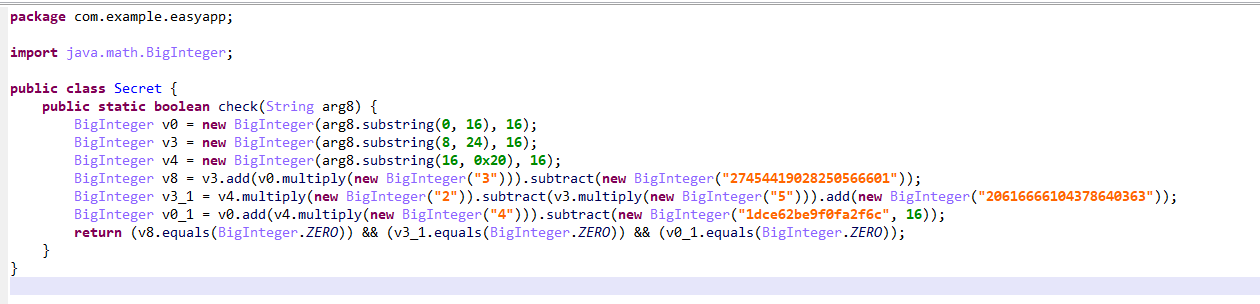 package com.example.easyapp;
import java.math.BigInteger;
public class Secret {
public static boolean check(String arg8) {
BigInteger v0 = new BigInteger(arg8.substring(0, 16), 16);
BigInteger v3 = new BigInteger(arg8.substring(8, 24), 16);
BigInteger v4 = new BigInteger(arg8.substring(16, 0x20), 16);
BigInteger v8 = v3.add(v0.multiply(new BigInteger("3"))).subtract(new BigInteger("27454419028250566601"));
BigInteger v3_1 = v4.multiply(new BigInteger("2")).subtract(v3.multiply(new BigInteger("5"))).add(new BigInteger("20616666104378640363"));
BigInteger v0_1 = v0.add(v4.multiply(new BigInteger("4"))).subtract(new BigInteger("1dce62be9f0fa2f6c", 16));
return (v8.equals(BigInteger.ZERO)) && (v3_1.equals(BigInteger.ZERO)) && (v0_1.equals(BigInteger.ZERO));
}
}